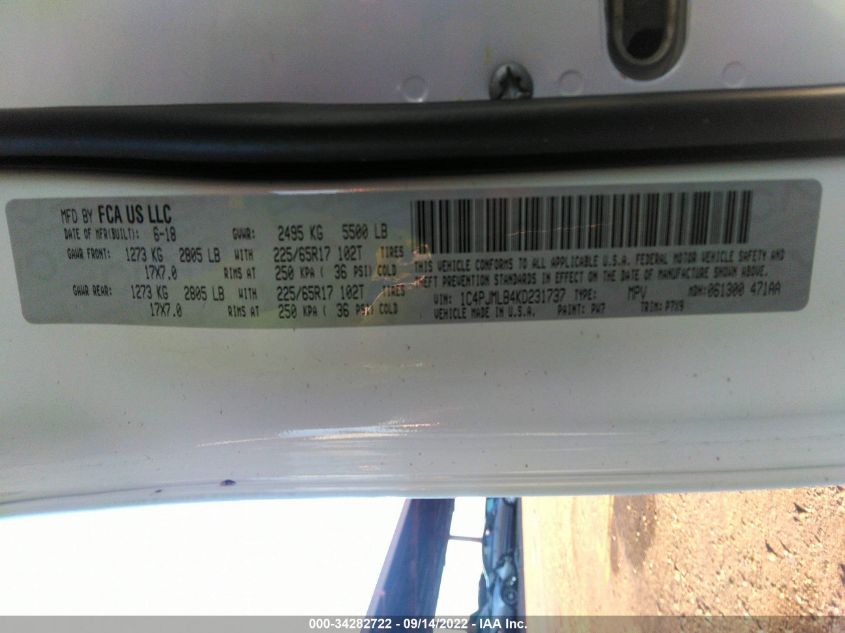 MFD BY FCA US LLC
DATE OF MFR(BUILT): 6-18 GVWR: 2495 KG 5500 LB
GAWR FRONT: 1273 KG 2805 LB WITH 225/65R17 102T TIRES
17X7.0 RIMS AT 250 KPA ( 36 PSI) COLD
GAWR REAR: 1273 KG 2805 LB WITH 225/65R17 102T TIRES
17X7.0 RIMS AT 250 KPA ( 36 PSI) COLD
THIS VEHICLE CONFORMS TO ALL APPLICABLE U.S.A. FEDERAL MOTOR VEHICLE SAFETY AND
THEFT PREVENTION STANDARDS IN EFFECT ON THE DATE OF MANUFACTURE SHOWN ABOVE.
VIN: 1C4PJMLB4KD231737 TYPE: MPV MDH: 061300 471AA
VEHICLE MADE IN U.S.A. PAINT: PW7 TRIM: P7X9
000-34282722 - 09/14/2022 - IAA Inc.